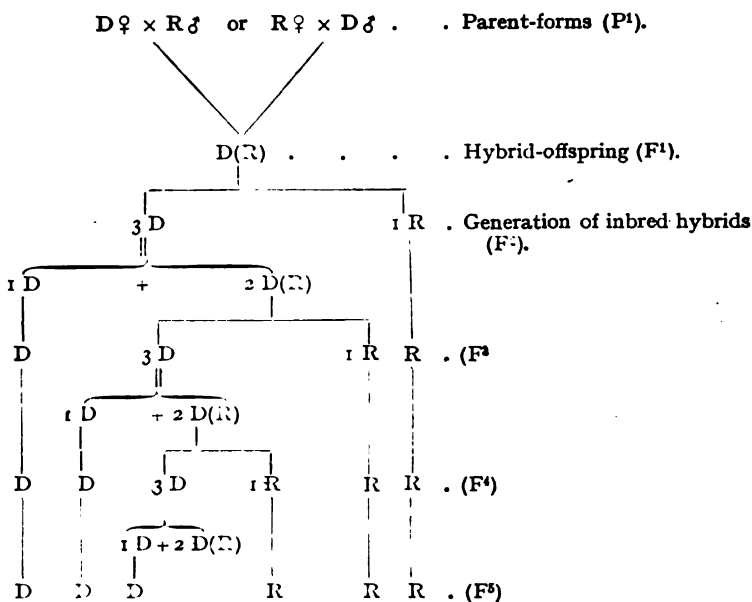 D♀ × R♂ or R♀ × D♂ . . Parent-forms (P¹).
D(R) . . . . Hybrid-offspring (F¹).
3 D 1 R . Generation of inbred hybrids
(F²).
1 D + 2 D(R)
D 3 D 1 R R . (F³
1 D + 2 D(R)
D D 3 D 1 R R R . (F⁴)
1 D + 2 D(R)
D D D R R R . (F⁵)